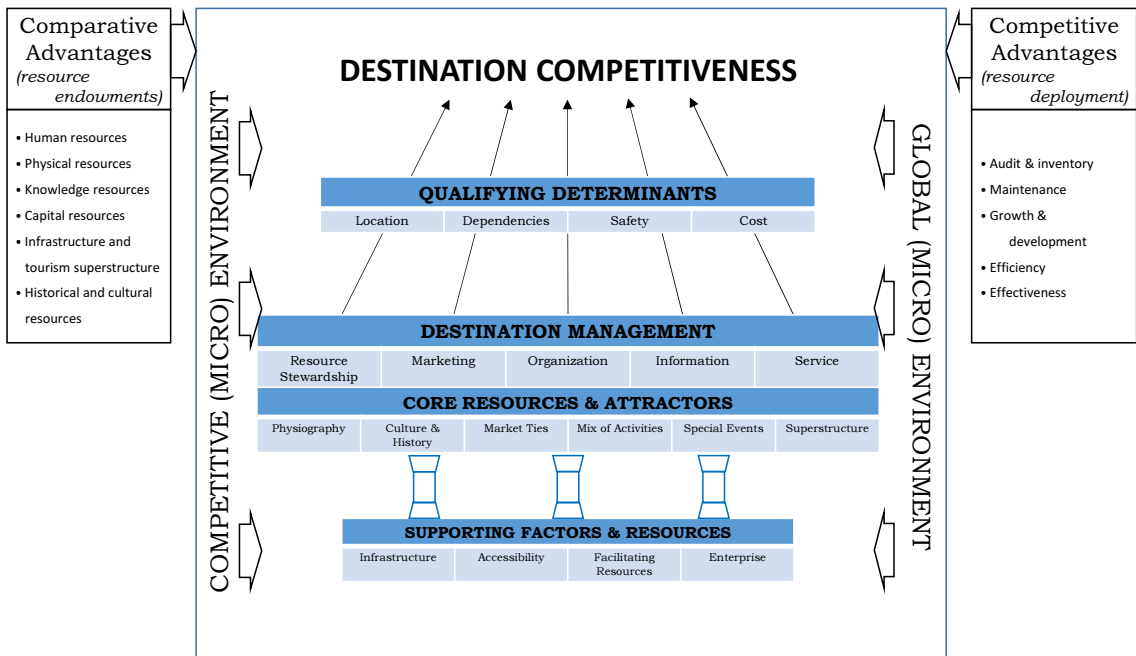 Comparative
Advantages
(resource
endowments)
• Human resources
• Physical resources
• Knowledge resources
• Capital resources
• Infrastructure and
tourism superstructure
• Historical and cultural
resources
COMPETITIVE (MICRO) ENVIRONMENT
DESTINATION COMPETITIVENESS
QUALIFYING DETERMINANTS
Location Dependencies Safety Cost
DESTINATION MANAGEMENT
Resource Marketing Organization Information Service
Stewardship
CORE RESOURCES & ATTRACTORS
Physiography Culture & Market Ties Mix of Activities Special Events Superstructure
History
SUPPORTING FACTORS & RESOURCES
Infrastructure Accessibility Facilitating Enterprise
Resources
GLOBAL (MICRO) ENVIRONMENT
Competitive
Advantages
(resource
deployment)
• Audit & inventory
• Maintenance
• Growth &
development
• Efficiency
• Effectiveness